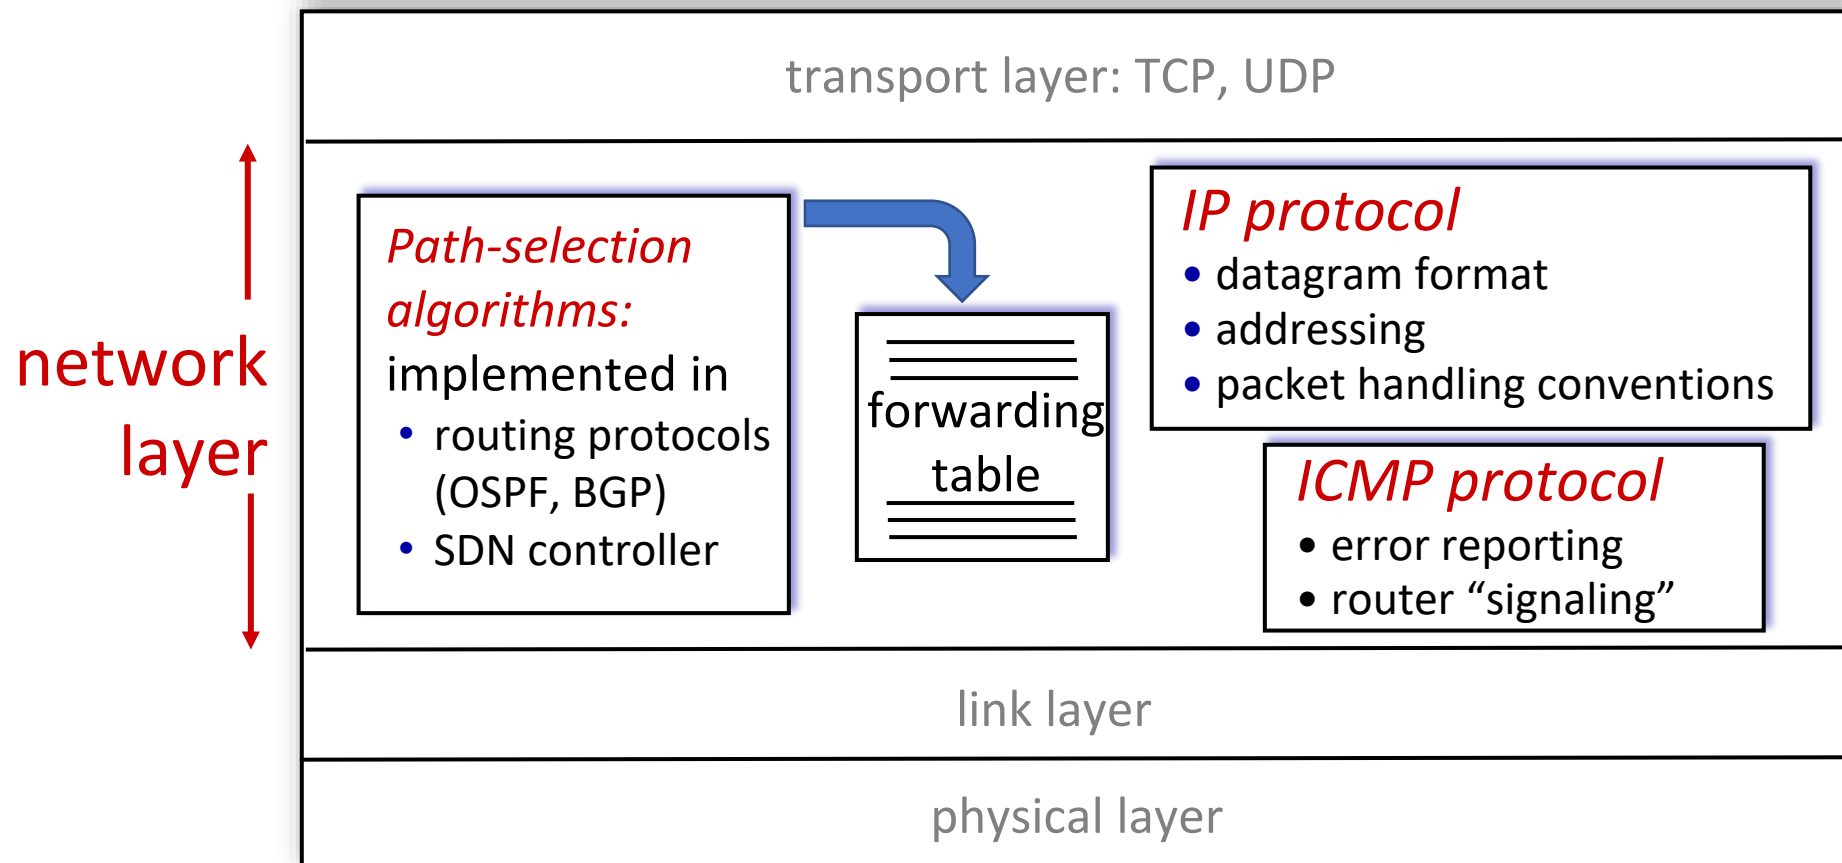 transport layer: TCP, UDP
network
layer
Path-selection
algorithms:
implemented in
• routing protocols
(OSPF, BGP)
• SDN controller
forwarding
table
IP protocol
• datagram format
• addressing
• packet handling conventions
ICMP protocol
• error reporting
• router “signaling”
link layer
physical layer